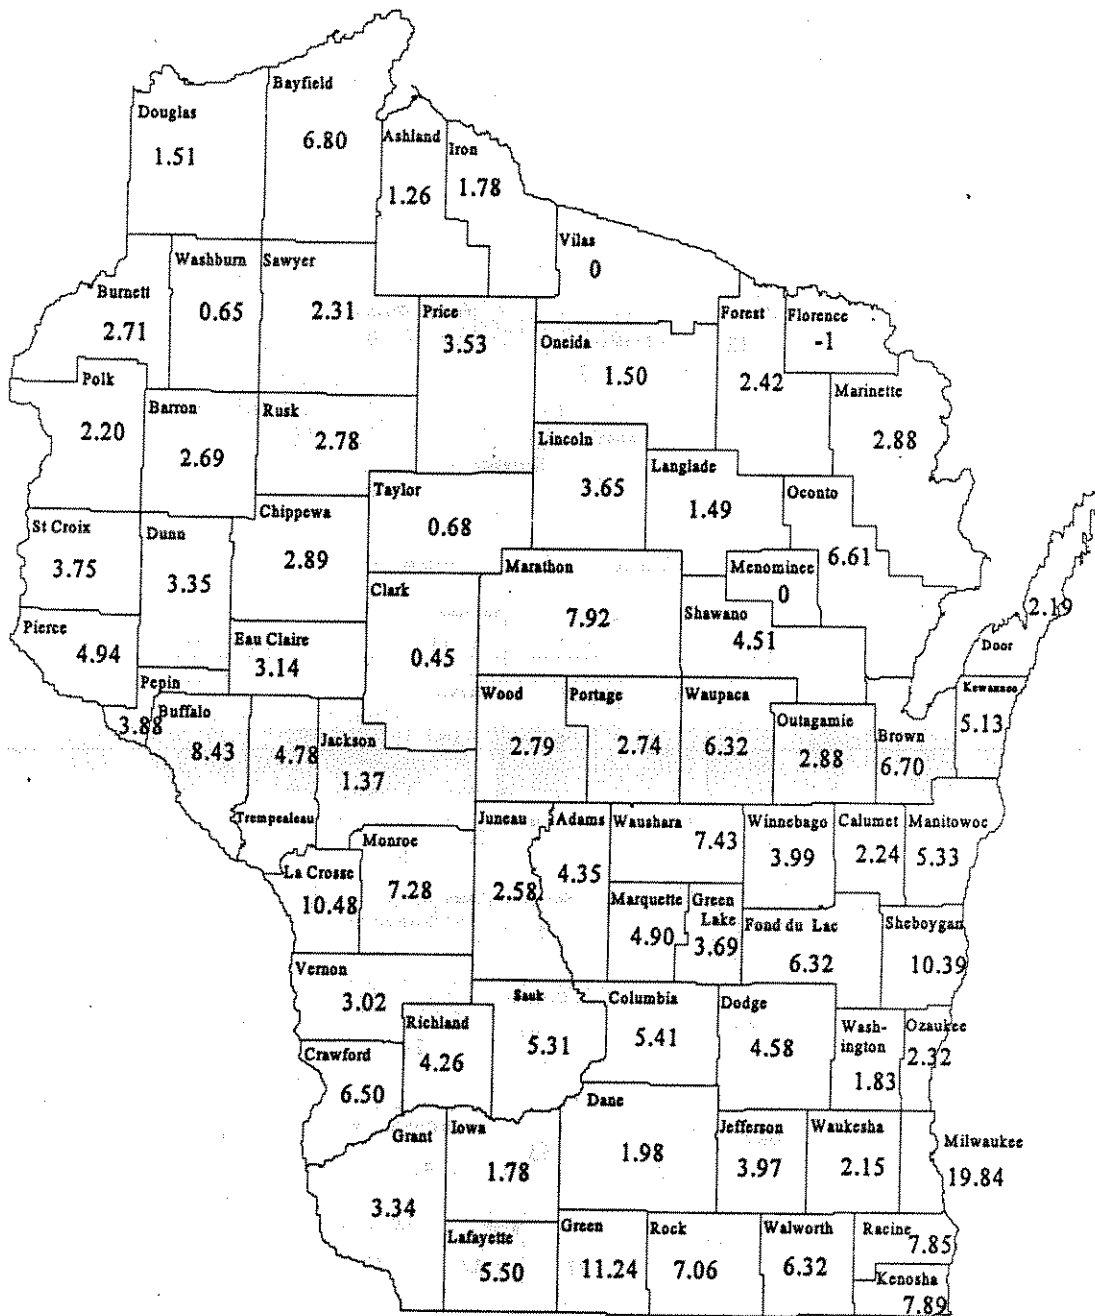 Bayfield
6.80
Douglas
1.51
Ashland
1.26
Iron
1.78
Vilas
0
Washburn
0.65
Sawyer
2.31
Burnett
2.71
Price
3.53
Forest
2.42
Florence
-1
Oneida
1.50
Polk
2.20
Barron
2.69
Rusk
2.78
Marinette
2.88
Lincoln
3.65
Langlade
1.49
Oconto
6.61
Taylor
0.68
Chippewa
2.89
St Croix
3.75
Dunn
3.35
Marathon
7.92
Menominee
0
Clark
0.45
Shawano
4.51
2.19
Door
Pierce
4.94
Eau Claire
3.14
Pepin
3.88
Buffalo
8.43
4.78
Trempealeau
Jackson
1.37
Wood
2.79
Portage
2.74
Waupaca
6.32
Outagamie
2.88
Brown
6.70
Kewaunee
5.13
Juneau
2.58
Adams
4.35
Waushara
7.43
Winnebago
3.99
Calumet
2.24
Manitowoc
5.33
Monroe
7.28
La Crosse
10.48
Marquette
4.90
Green
Lake
3.69
Fond du Lac
6.32
Sheboygan
10.39
Vernon
3.02
Richland
4.26
Sauk
5.31
Columbia
5.41
Dodge
4.58
Wash-
ington
1.83
Ozaukee
2.32
Crawford
6.50
Grant
3.34
Iowa
1.78
Dane
1.98
Jefferson
3.97
Waukesha
2.15
Milwaukee
19.84
Lafayette
5.50
Green
11.24
Rock
7.06
Walworth
6.32
Racine
7.85
Kenosha
7.89